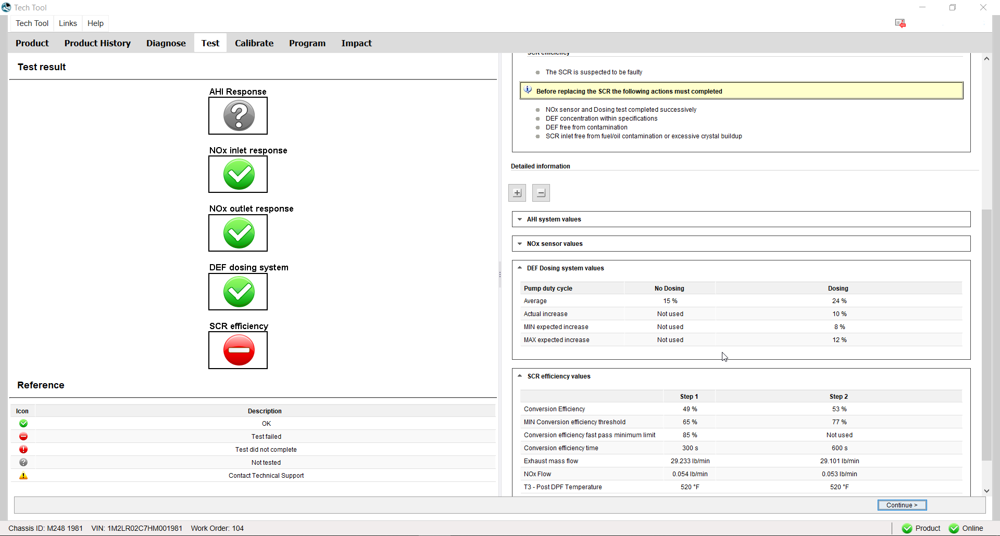 Tech Tool
Tech Tool Links Help
Product Product History Diagnose Test Calibrate Program Impact
Test result
AHI Response
NOx inlet response
NOx outlet response
DEF dosing system
SCR efficiency
Reference
Icon Description
OK
Test failed
Test did not complete
Not tested
Contact Technical Support
SCR efficiency
The SCR is suspected to be faulty
Before replacing the SCR the following actions must completed
NOx sensor and Dosing test completed successively
DEF concentration within specifications
DEF free from contamination
SCR inlet free from fuel/oil contamination or excessive crystal buildup
Detailed information
AHI system values
NOx sensor values
DEF Dosing system values
Pump duty cycle No Dosing Dosing
Average 15 % 24 %
Actual increase Not used 10 %
MIN expected increase Not used 8 %
MAX expected increase Not used 12 %
SCR efficiency values
Step 1 Step 2
Conversion Efficiency 49 % 53 %
MIN Conversion efficiency threshold 65 % 77 %
Conversion efficiency fast pass minimum limit 85 % Not used
Conversion efficiency time 300 s 600 s
Exhaust mass flow 29.233 lb/min 29.101 lb/min
NOx Flow 0.054 lb/min 0.053 lb/min
T3 - Post DPF Temperature 520 °F 520 °F
Continue >
Chassis ID: M248 1981 VIN: 1M2LR02C7HM001981 Work Order: 104 Product Online